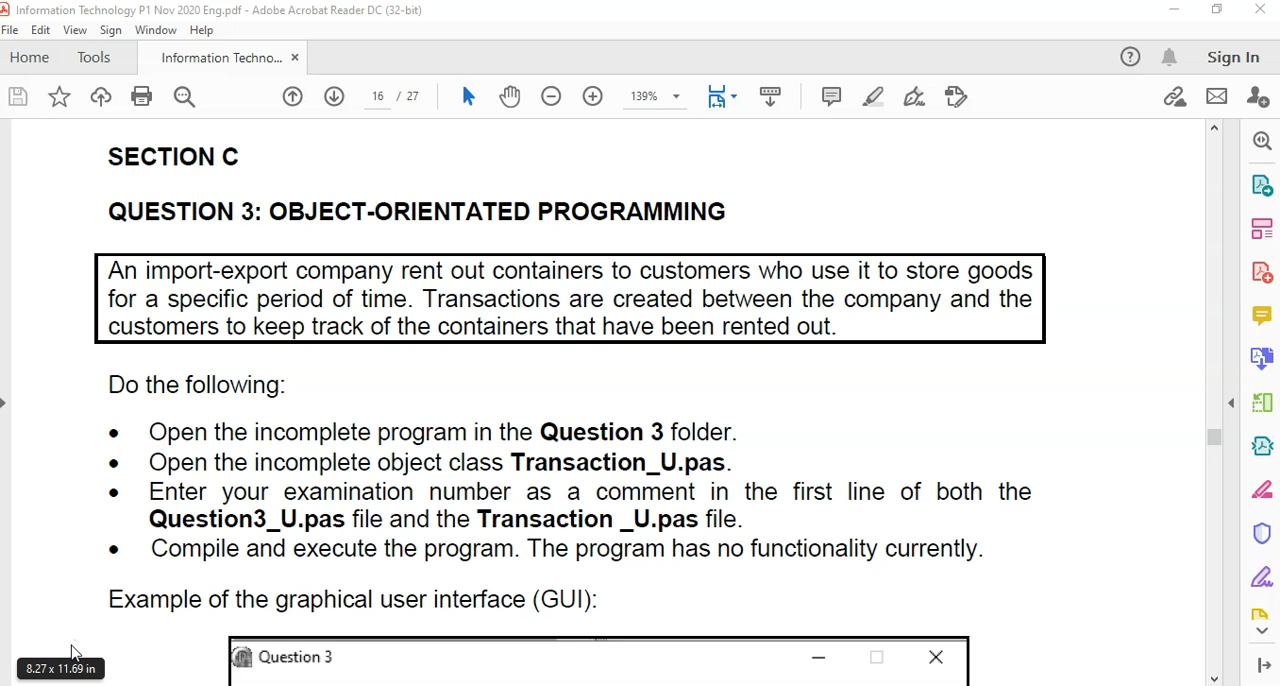 Information Technology P1 Nov 2020 Eng.pdf - Adobe Acrobat Reader DC (32-bit)
File Edit View Sign Window Help
Home Tools Information Techno... × Sign In
16 / 27 139%
SECTION C
QUESTION 3: OBJECT-ORIENTATED PROGRAMMING
An import-export company rent out containers to customers who use it to store goods
for a specific period of time. Transactions are created between the company and the
customers to keep track of the containers that have been rented out.
Do the following:
• Open the incomplete program in the Question 3 folder.
• Open the incomplete object class Transaction_U.pas.
• Enter your examination number as a comment in the first line of both the
Question3_U.pas file and the Transaction _U.pas file.
• Compile and execute the program. The program has no functionality currently.
Example of the graphical user interface (GUI):
Question 3
8.27 x 11.69 in